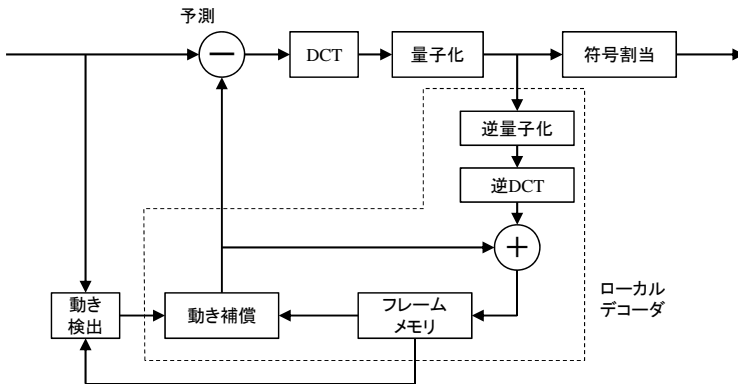 予測
DCT
量子化
符号割当
逆量子化
逆DCT
動き
検出
動き補償
フレーム
メモリ
ローカル
デコーダ